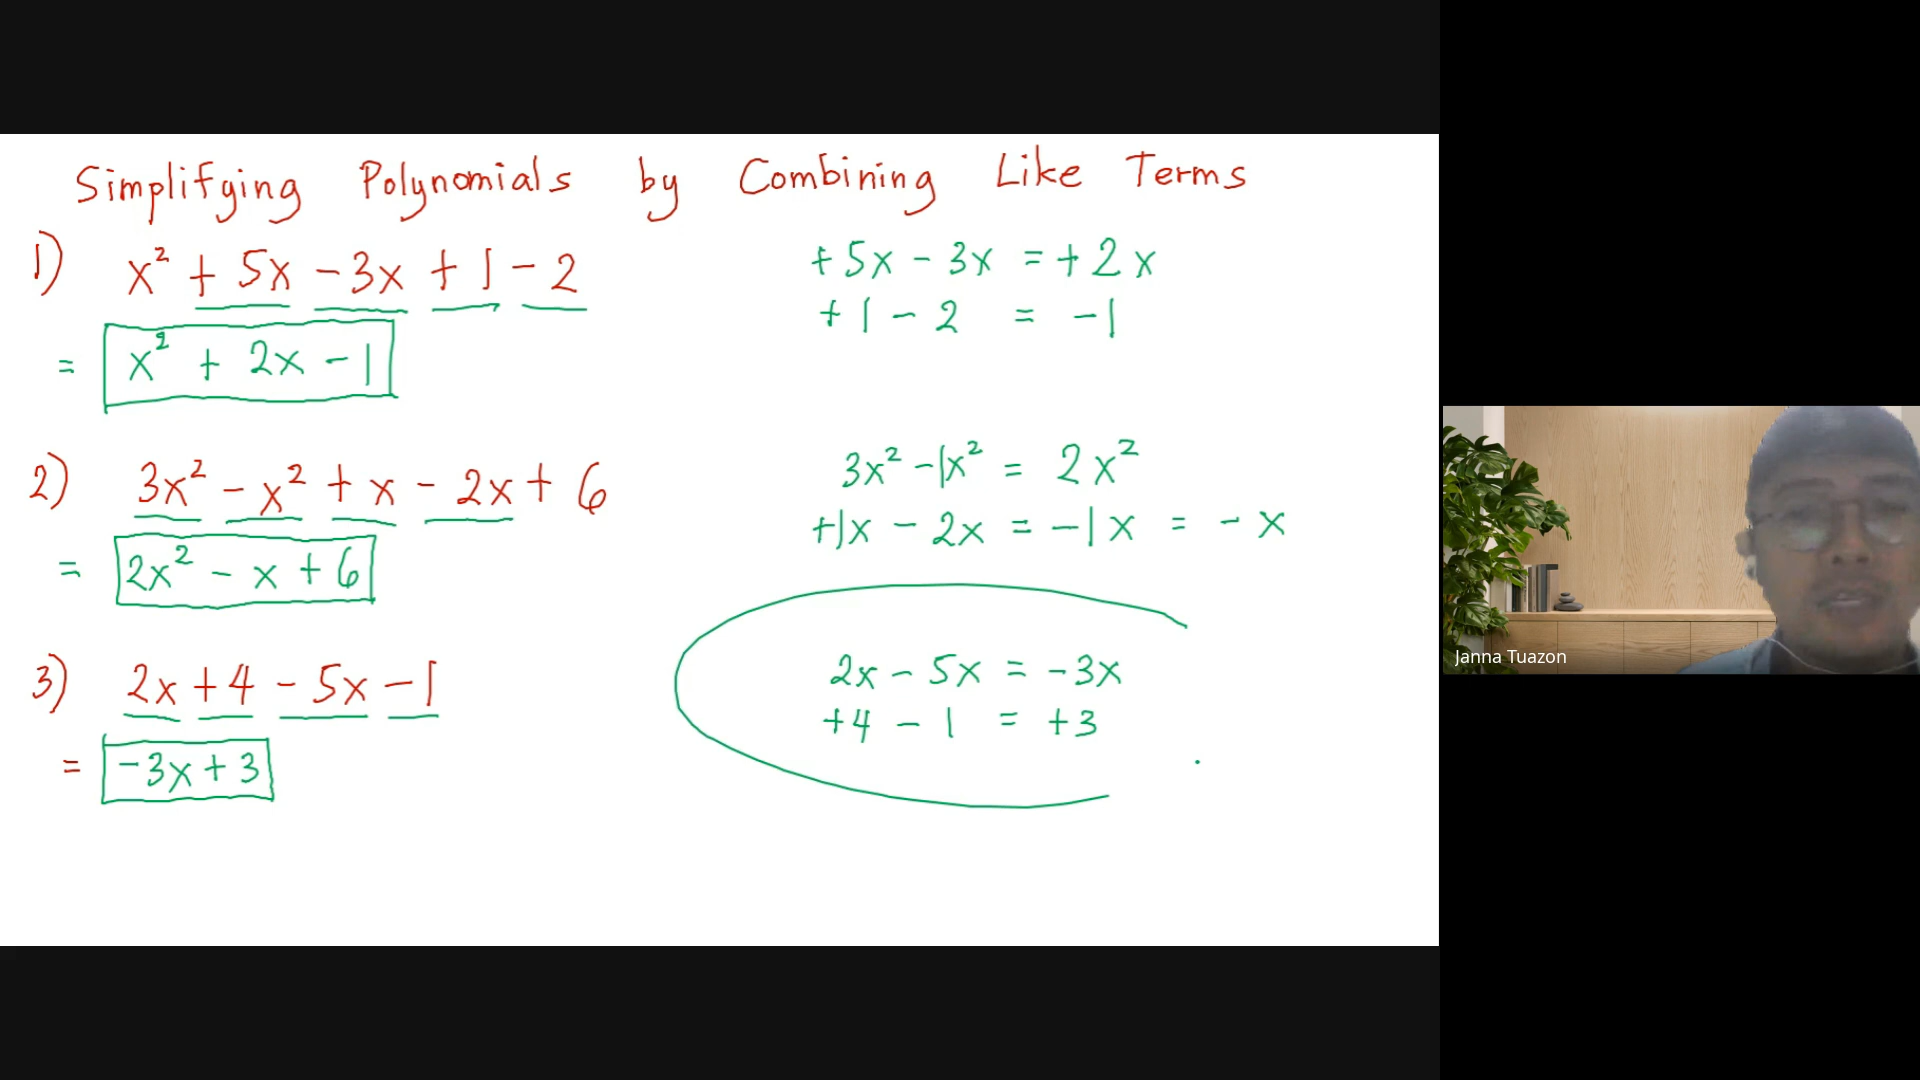 Simplifying Polynomials by Combining Like Terms
1) x² + 5x - 3x + 1 - 2
= x² + 2x - 1
+5x - 3x = +2x
+1 - 2 = -1
2) 3x² - x² + x - 2x + 6
= 2x² - x + 6
3x² - 1x² = 2x²
+1x - 2x = -1x = -x
3) 2x + 4 - 5x - 1
= -3x + 3
2x - 5x = -3x
+4 - 1 = +3
Janna Tuazon